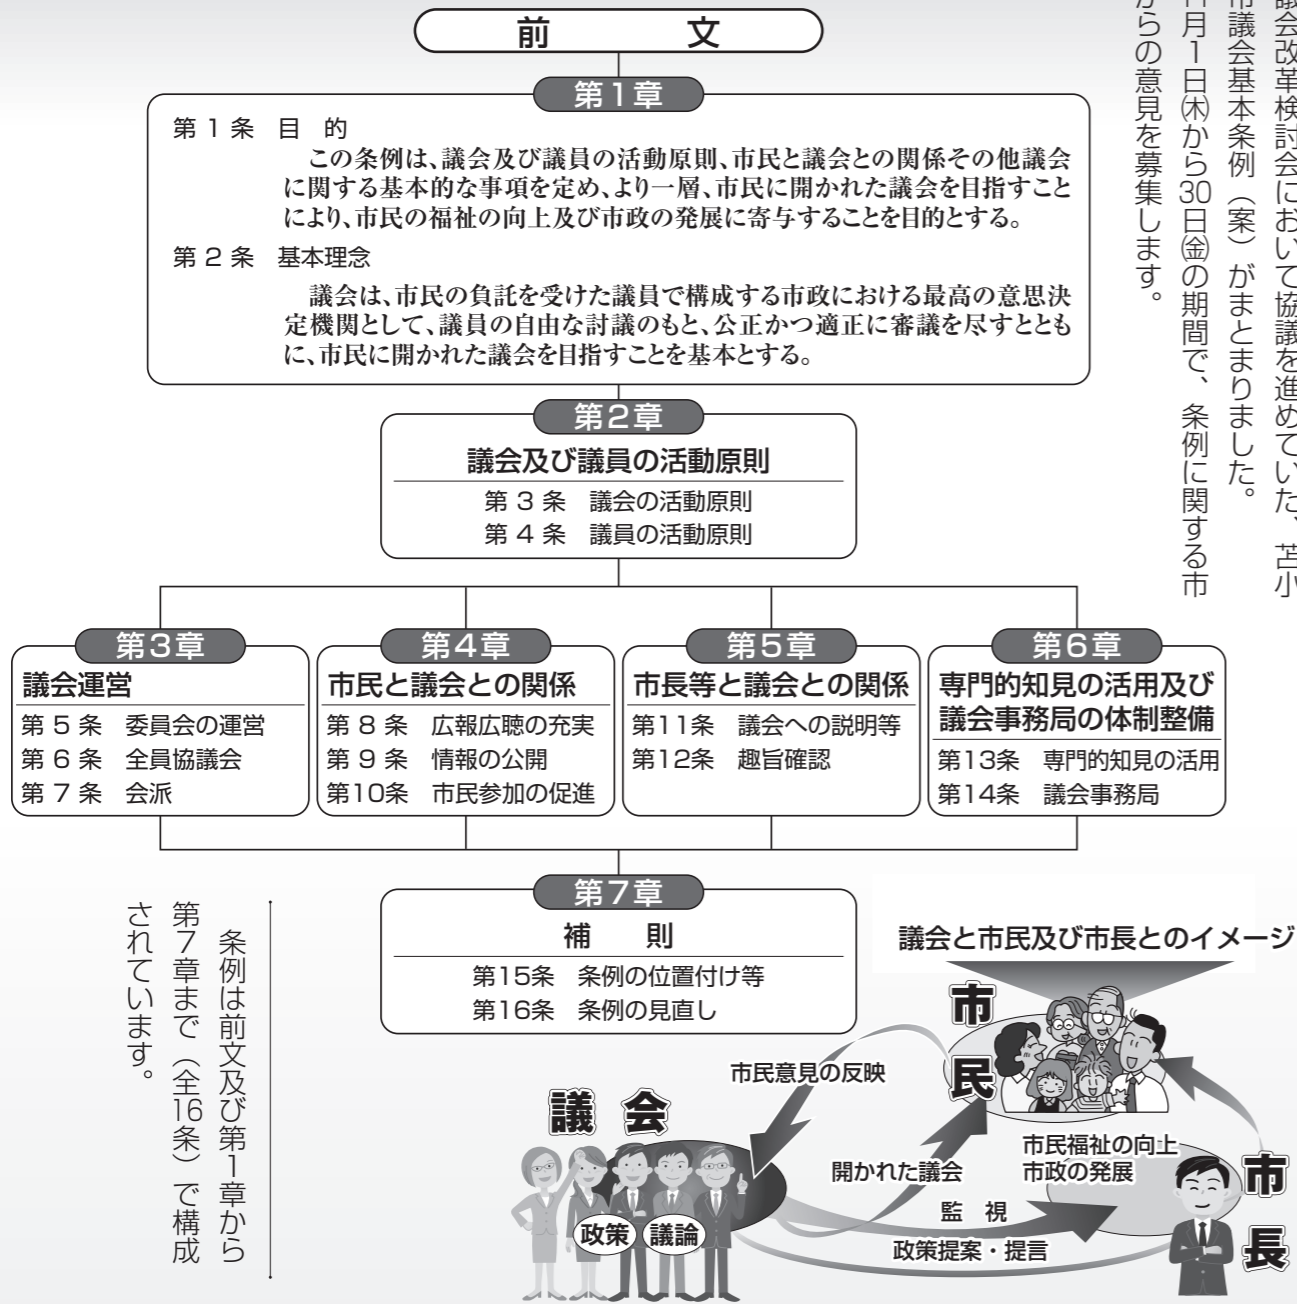 議会改革検討会において協議を進めていた、苫小
市議会基本条例（案）がまとまりました。
月１日㈭から30日㈮の期間で、条例に関する市
からの意見を募集します。
前　文
第1章
第１条　目　的
この条例は、議会及び議員の活動原則、市民と議会との関係その他議会
に関する基本的な事項を定め、より一層、市民に開かれた議会を目指すこと
により、市民の福祉の向上及び市政の発展に寄与することを目的とする。
第２条　基本理念
議会は、市民の負託を受けた議員で構成する市政における最高の意思決
定機関として、議員の自由な討議のもと、公正かつ適正に審議を尽すととも
に、市民に開かれた議会を目指すことを基本とする。
第2章
議会及び議員の活動原則
第３条　議会の活動原則
第４条　議員の活動原則
第3章
議会運営
第５条　委員会の運営
第６条　全員協議会
第７条　会派
第4章
市民と議会との関係
第８条　広報広聴の充実
第９条　情報の公開
第10条　市民参加の促進
第5章
市長等と議会との関係
第11条　議会への説明等
第12条　趣旨確認
第6章
専門的知見の活用及び
議会事務局の体制整備
第13条　専門的知見の活用
第14条　議会事務局
第7章
補　則
第15条　条例の位置付け等
第16条　条例の見直し
条例は前文及び第１章から
第７章まで（全16条）で構成
されています。
議会と市民及び市長とのイメージ
市民
市民意見の反映
議会
開かれた議会
市民福祉の向上
市政の発展
市長
監　視
政策提案・提言
政策
議論